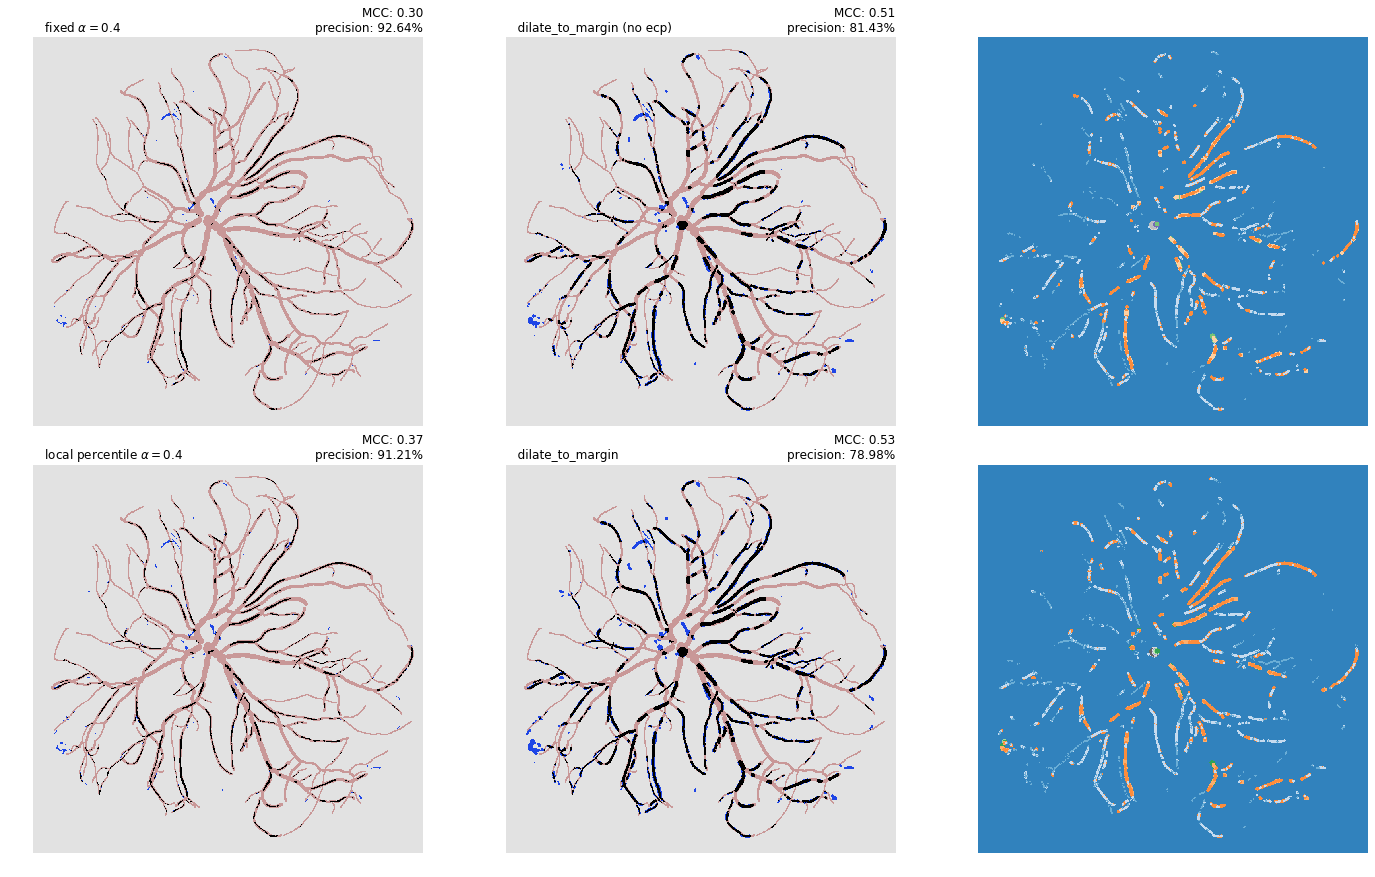 MCC: 0.30
fixed α = 0.4 precision: 92.64%
MCC: 0.51
dilate_to_margin (no ecp) precision: 81.43%
MCC: 0.37
local percentile α = 0.4 precision: 91.21%
MCC: 0.53
dilate_to_margin precision: 78.98%